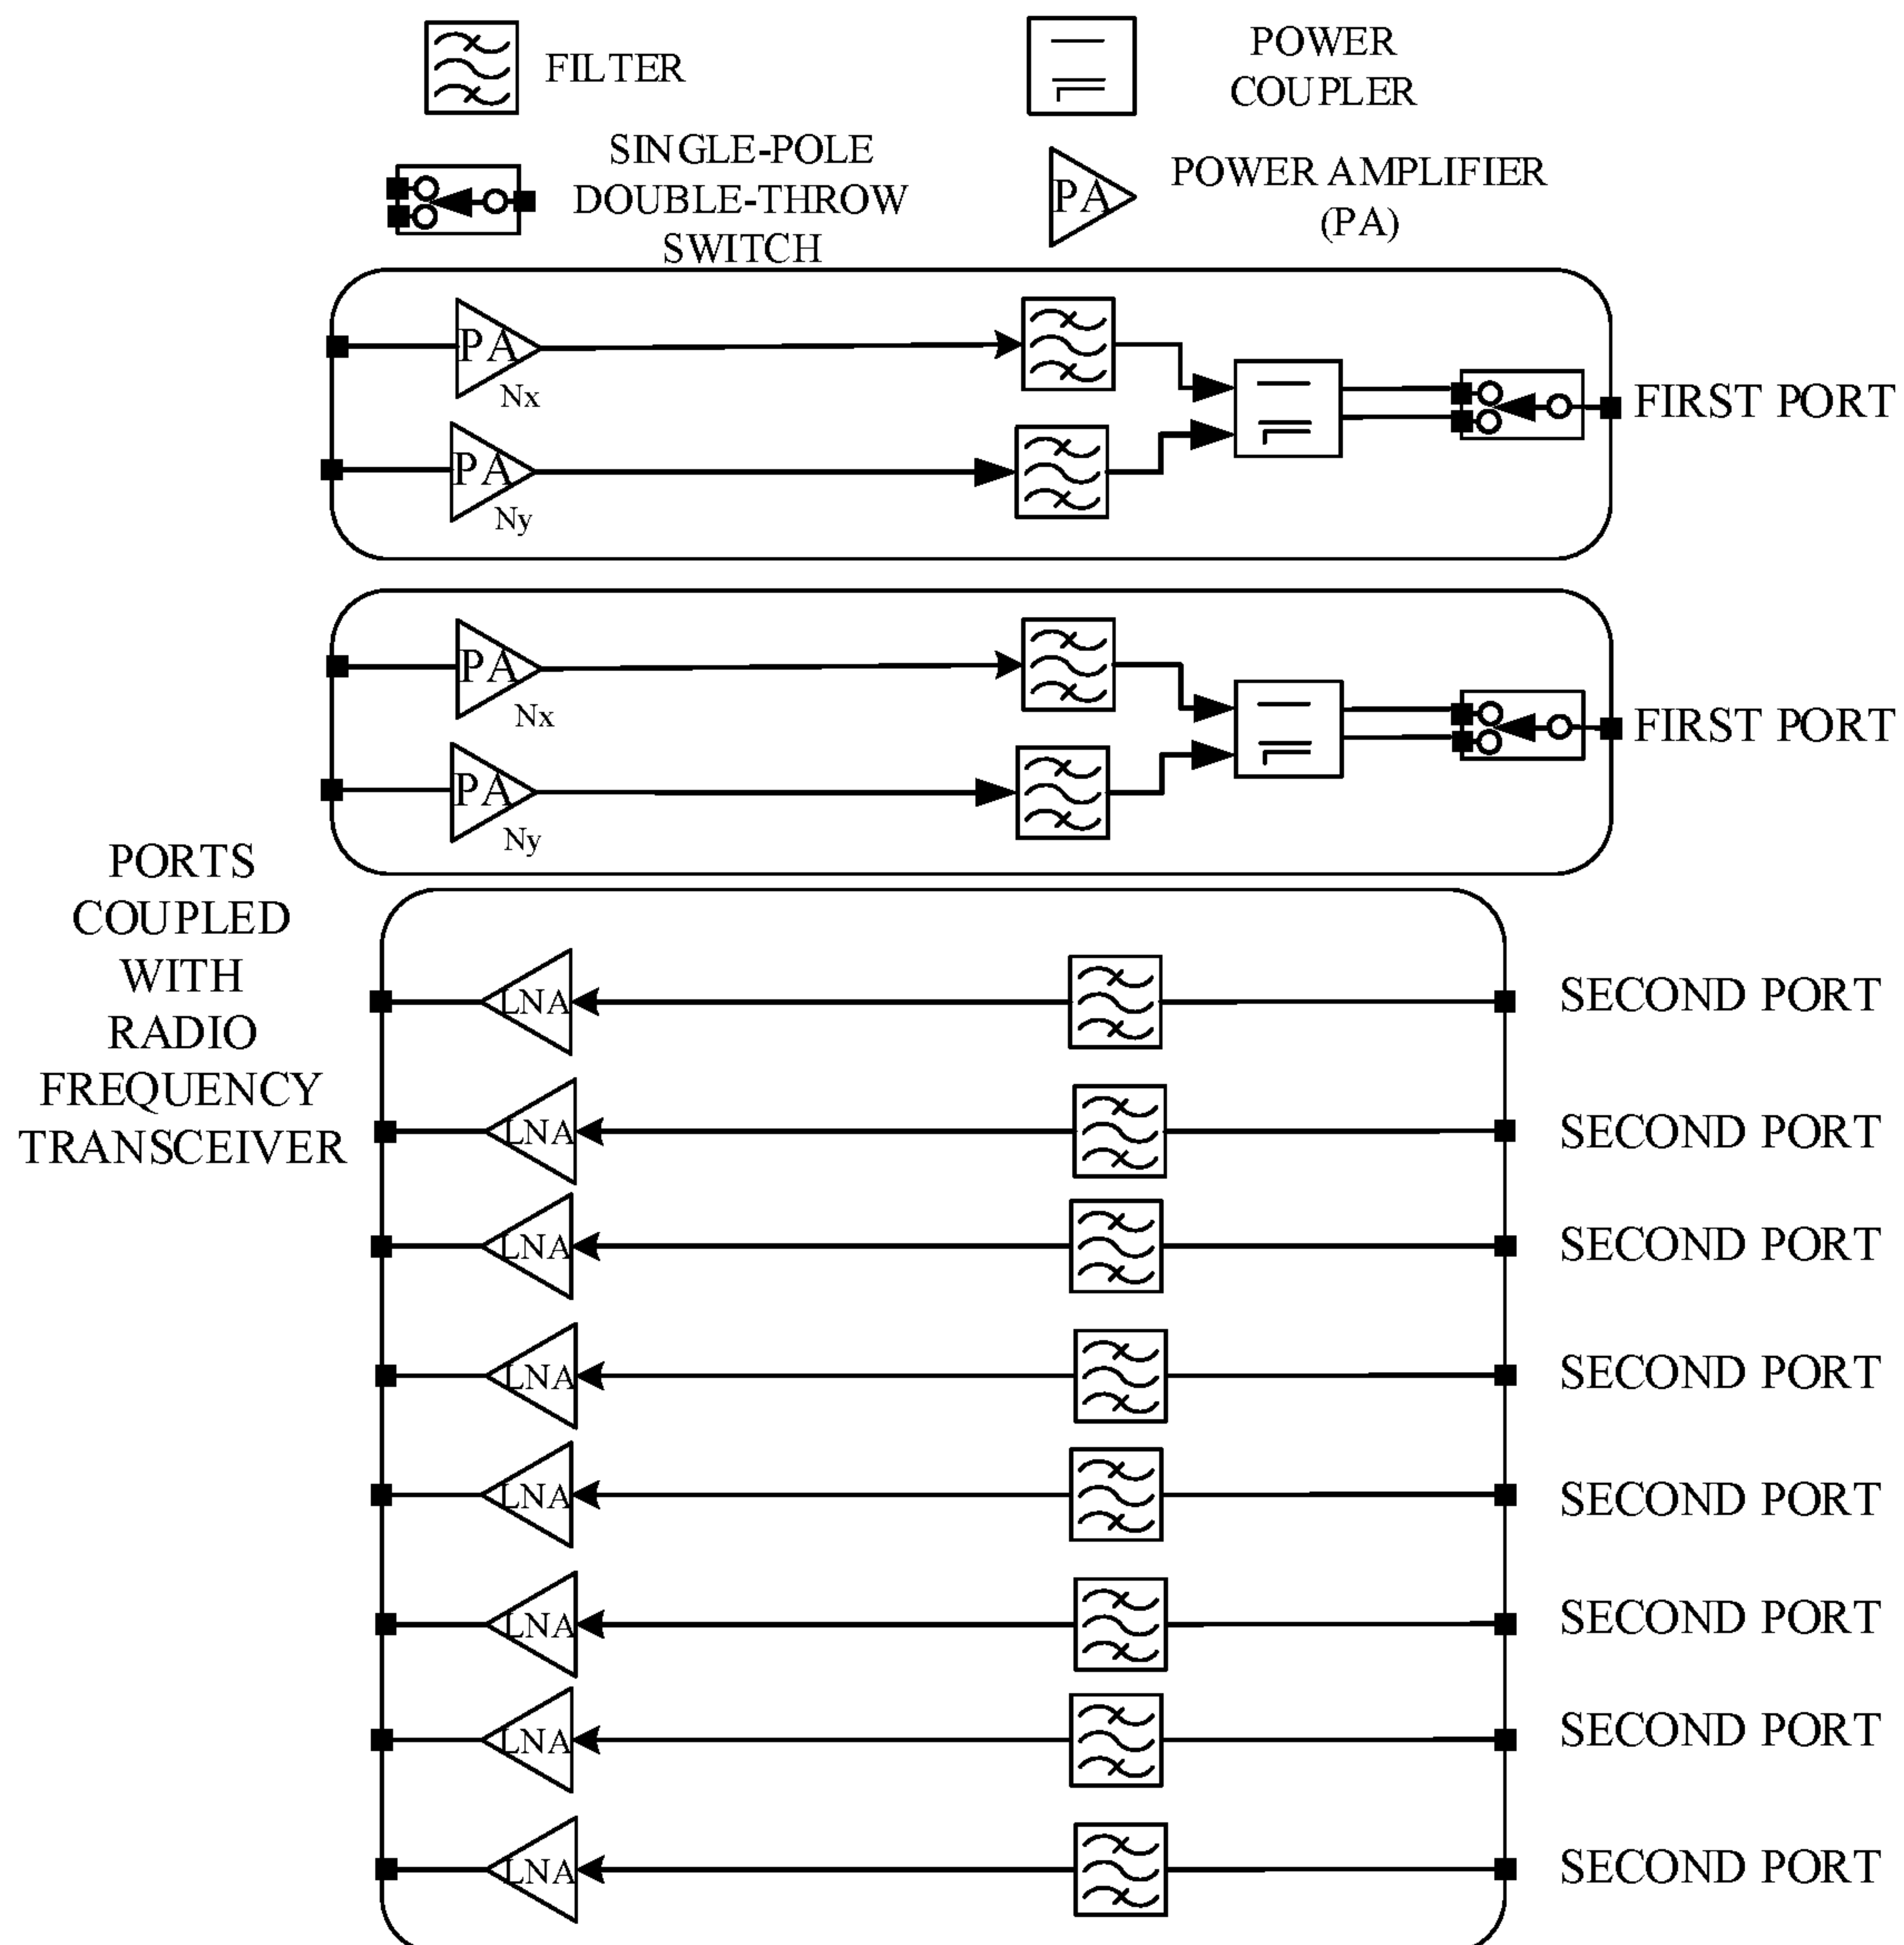 FILTER
POWER
COUPLER
SINGLE-POLE
DOUBLE-THROW
SWITCH
PA
POWER AMPLIFIER
(PA)
PA
Nx
FIRST PORT
PA
Ny
PA
Nx
FIRST PORT
PA
Ny
PORTS
COUPLED
WITH
RADIO
FREQUENCY
TRANSCEIVER
LNA
SECOND PORT
LNA
SECOND PORT
LNA
SECOND PORT
LNA
SECOND PORT
LNA
SECOND PORT
LNA
SECOND PORT
LNA
SECOND PORT
LNA
SECOND PORT